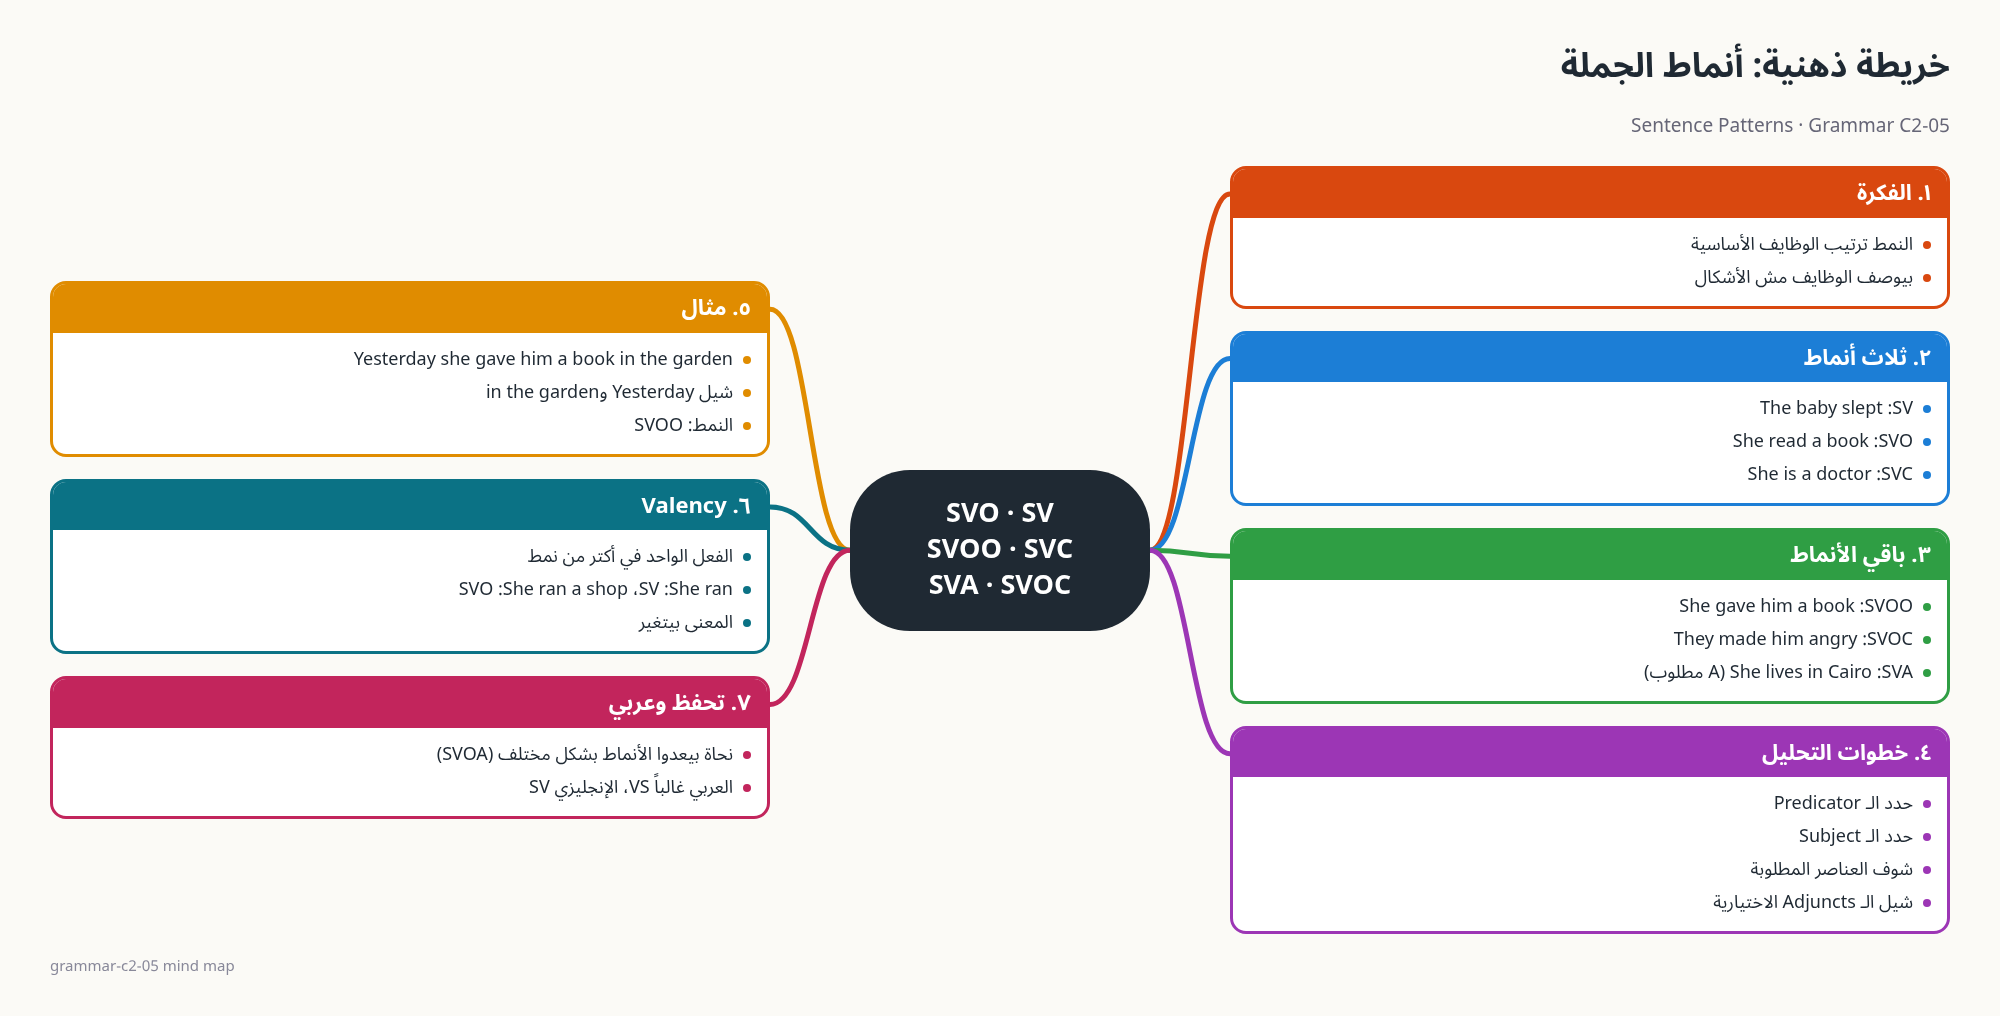 خريطة ذهنية: أنماط الجملة
Sentence Patterns · Grammar C2-05
١. الفكرة
النمط ترتيب الوظايف الأساسية
بيوصف الوظايف مش الأشكال
٢. ثلاث أنماط
SV: The baby slept
SVO: She read a book
SVC: She is a doctor
٣. باقي الأنماط
SVOO: She gave him a book
SVOC: They made him angry
SVA: She lives in Cairo (A مطلوب)
٤. خطوات التحليل
حدد الـ Predicator
حدد الـ Subject
شوف العناصر المطلوبة
شيل الـ Adjuncts الاختيارية
SVO · SV
SVOO · SVC
SVA · SVOC
٥. مثال
Yesterday she gave him a book in the garden
شيل Yesterday وin the garden
النمط: SVOO
٦. Valency
الفعل الواحد في أكتر من نمط
SV: She ran، SVO: She ran a shop
المعنى بيتغير
٧. تحفظ وعربي
نحاة بيعدوا الأنماط بشكل مختلف (SVOA)
العربي غالباً VS، الإنجليزي SV
grammar-c2-05 mind map